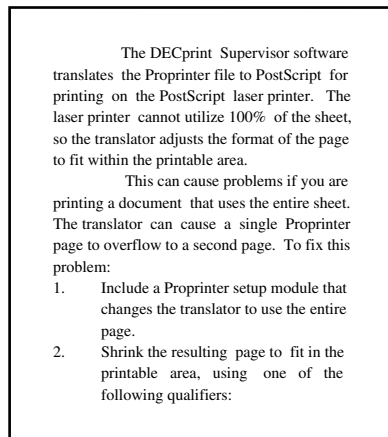 The DECprint Supervisor software
translates the Proprinter file to PostScript for
printing on the PostScript laser printer. The
laser printer cannot utilize 100% of the sheet,
so the translator adjusts the format of the page
to fit within the printable area.
This can cause problems if you are
printing a document that uses the entire sheet.
The translator can cause a single Proprinter
page to overflow to a second page. To fix this
problem:
1. Include a Proprinter setup module that
changes the translator to use the entire
page.
2. Shrink the resulting page to fit in the
printable area, using one of the
following qualifiers: